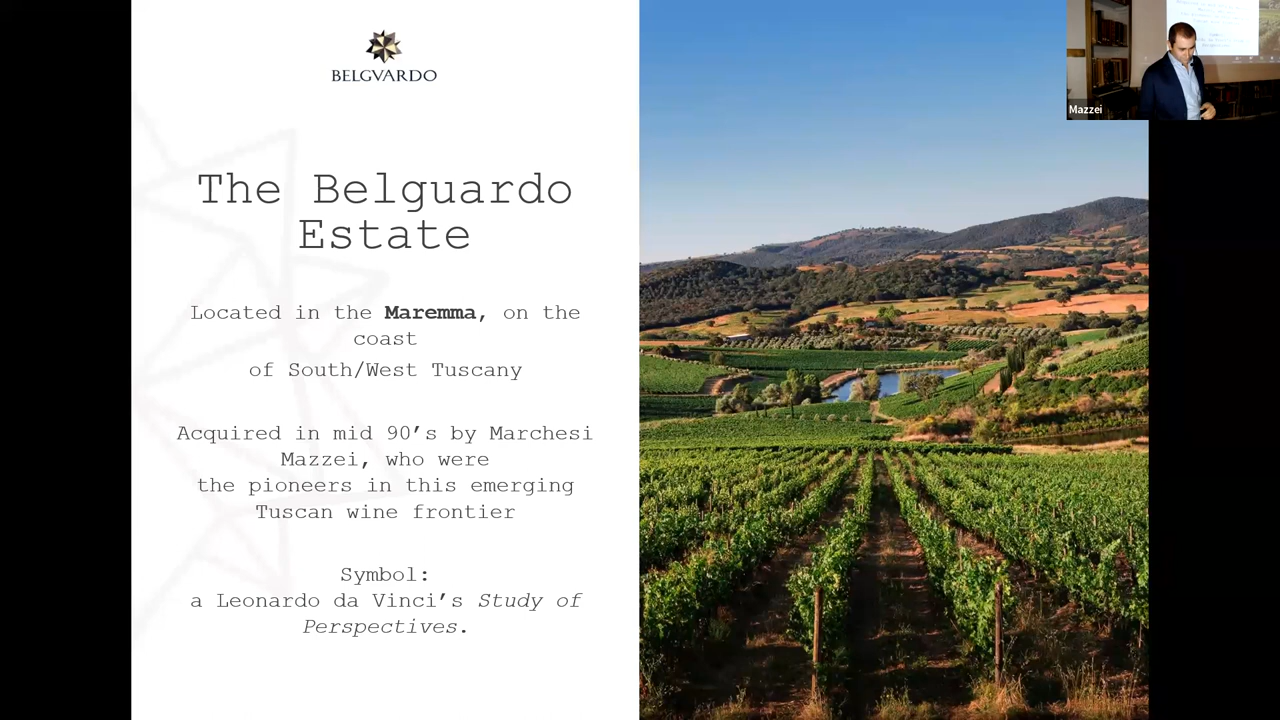 BELGVARDO
The Belguardo
Estate
Located in the Maremma, on the
coast
of South/West Tuscany
Acquired in mid 90’s by Marchesi
Mazzei, who were
the pioneers in this emerging
Tuscan wine frontier
Symbol:
a Leonardo da Vinci’s Study of
Perspectives.
Mazzei